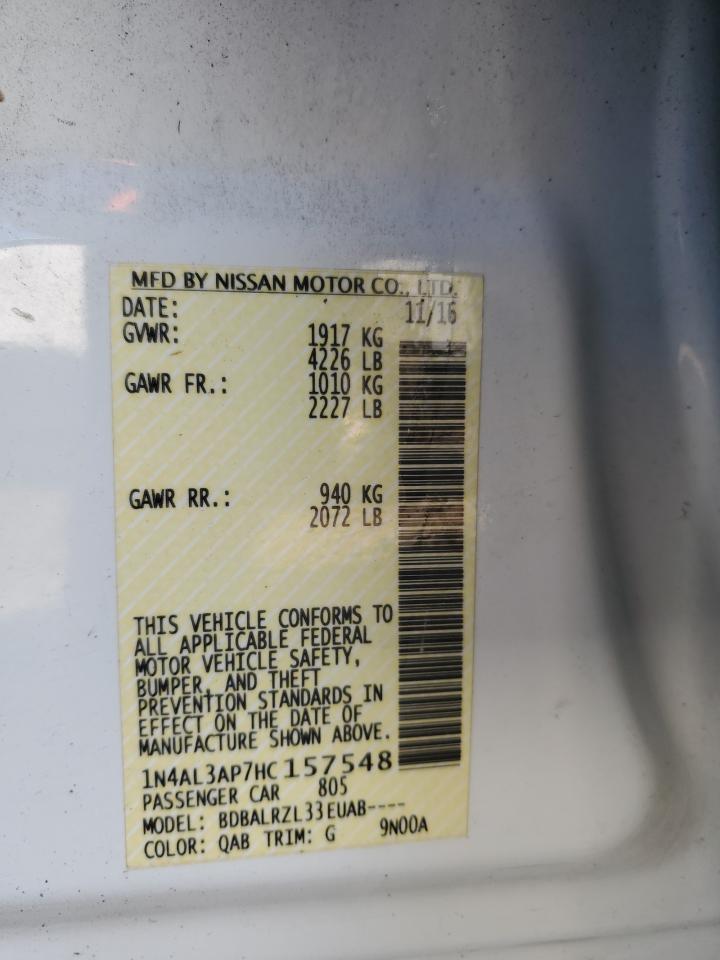 MFD BY NISSAN MOTOR CO., LTD.
DATE: 11/16
GVWR: 1917 KG
4226 LB
GAWR FR.: 1010 KG
2227 LB
GAWR RR.: 940 KG
2072 LB
THIS VEHICLE CONFORMS TO
ALL APPLICABLE FEDERAL
MOTOR VEHICLE SAFETY,
BUMPER, AND THEFT
PREVENTION STANDARDS IN
EFFECT ON THE DATE OF
MANUFACTURE SHOWN ABOVE.
1N4AL3AP7HC157548
PASSENGER CAR 805
MODEL: BDBALRZL33EUAB----
COLOR: QAB TRIM: G 9N00A